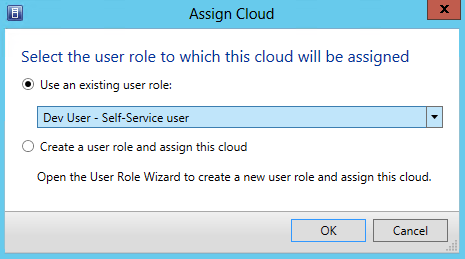 Assign Cloud
x
Select the user role to which this cloud will be assigned
Use an existing user role:
Dev User - Self-Service user
Create a user role and assign this cloud
Open the User Role Wizard to create a new user role and assign this cloud.
OK Cancel